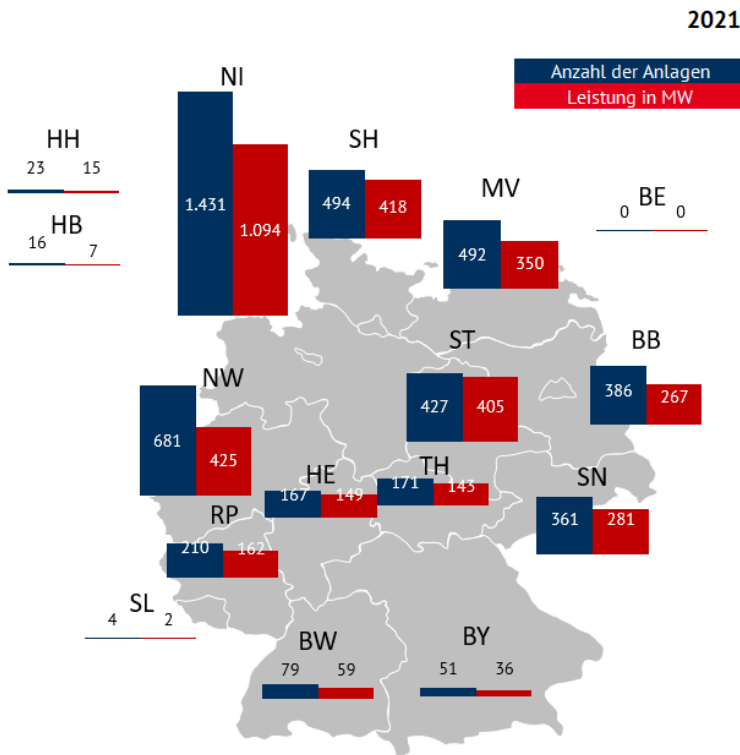 2021
Anzahl der Anlagen
Leistung in MW
NI
1.431
1.094
HH
23 15
SH
494 418
MV
492 350
BE
0 0
HB
16 7
ST
427 405
BB
386 267
NW
681 425
HE
167 149
TH
171 143
SN
361 281
RP
210 162
SL
4 2
BW
79 59
BY
51 36